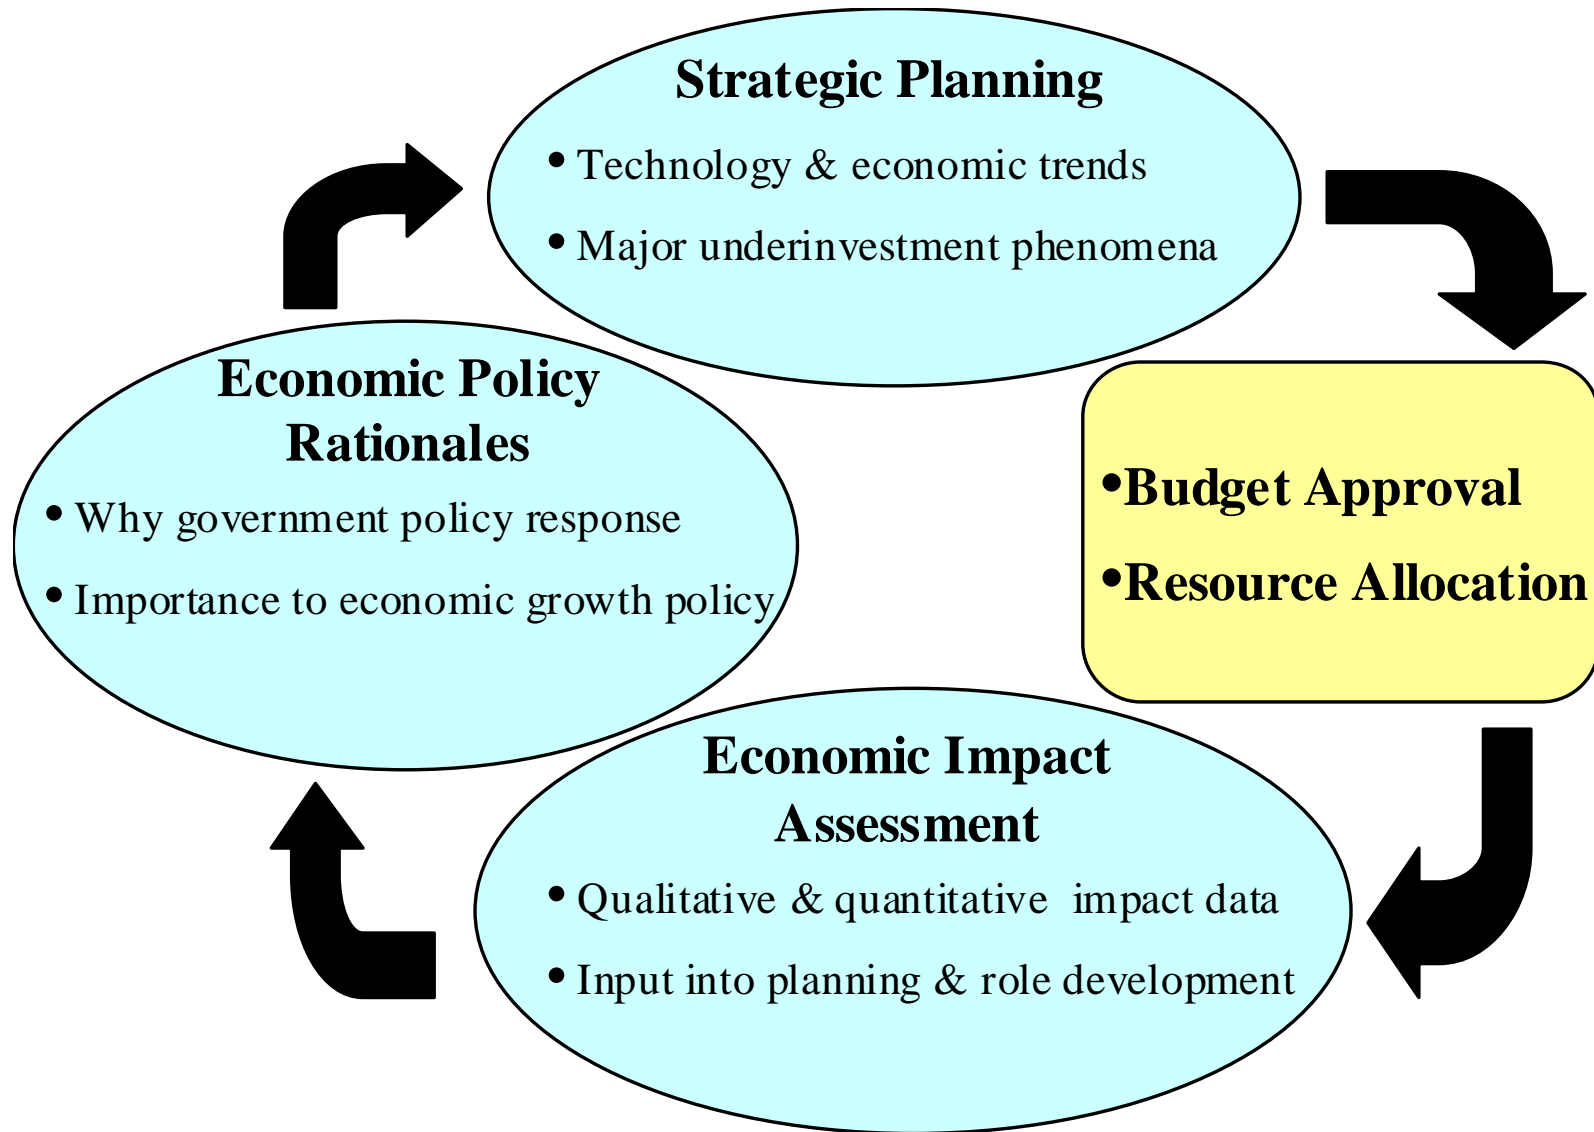 Strategic Planning
• Technology & economic trends
• Major underinvestment phenomena
Economic Policy
Rationales
• Why government policy response
• Importance to economic growth policy
•Budget Approval
•Resource Allocation
Economic Impact
Assessment
• Qualitative & quantitative  impact data
• Input into planning & role development